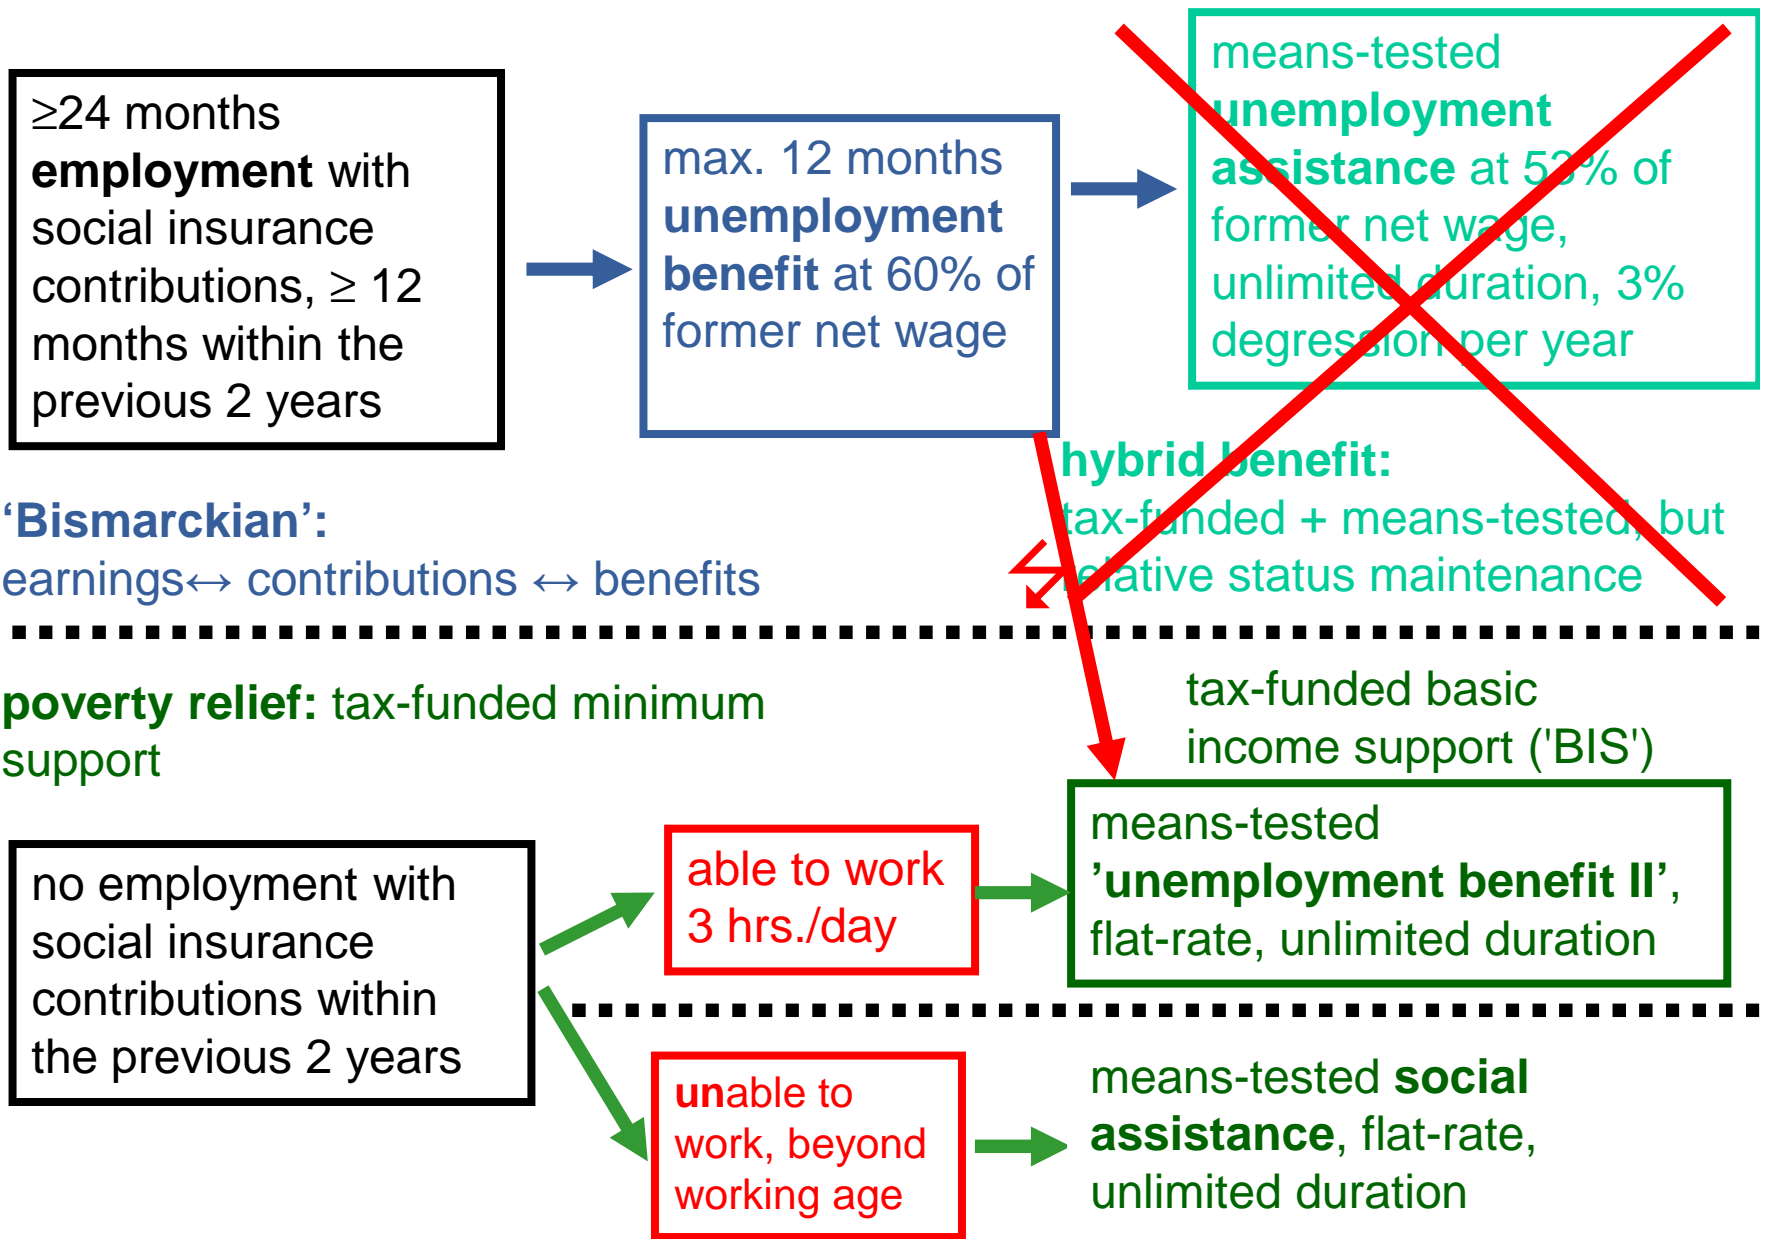 ≥24 months
employment with
social insurance
contributions, ≥ 12
months within the
previous 2 years
max. 12 months
unemployment
benefit at 60% of
former net wage
means-tested
unemployment
assistance at 53% of
former net wage,
unlimited duration, 3%
degression per year
hybrid benefit:
tax-funded + means-tested, but
relative status maintenance
‘Bismarckian’:
earnings↔ contributions ↔ benefits
poverty relief: tax-funded minimum
support
tax-funded basic
income support ('BIS')
no employment with
social insurance
contributions within
the previous 2 years
able to work
3 hrs./day
means-tested
’unemployment benefit II’,
flat-rate, unlimited duration
unable to
work, beyond
working age
means-tested social
assistance, flat-rate,
unlimited duration